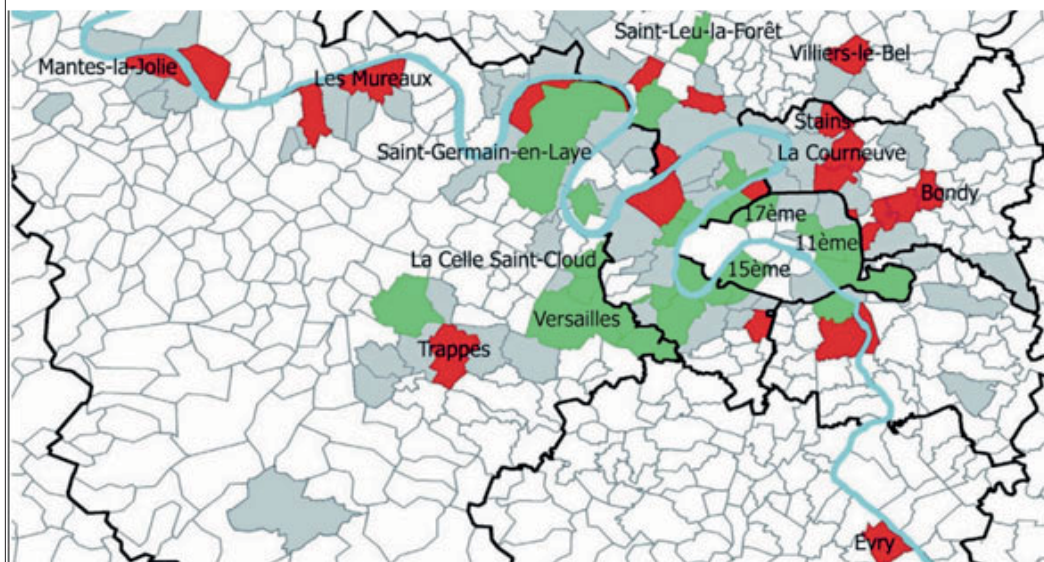 Saint-Leu-la-Forêt
Villiers-le-Bel
Mantes-la-Jolie
Les Mureaux
Stains
Saint-Germain-en-Laye
La Courneuve
Bondy
17ème
11ème
La Celle Saint-Cloud
15ème
Versailles
Trappes
Evry